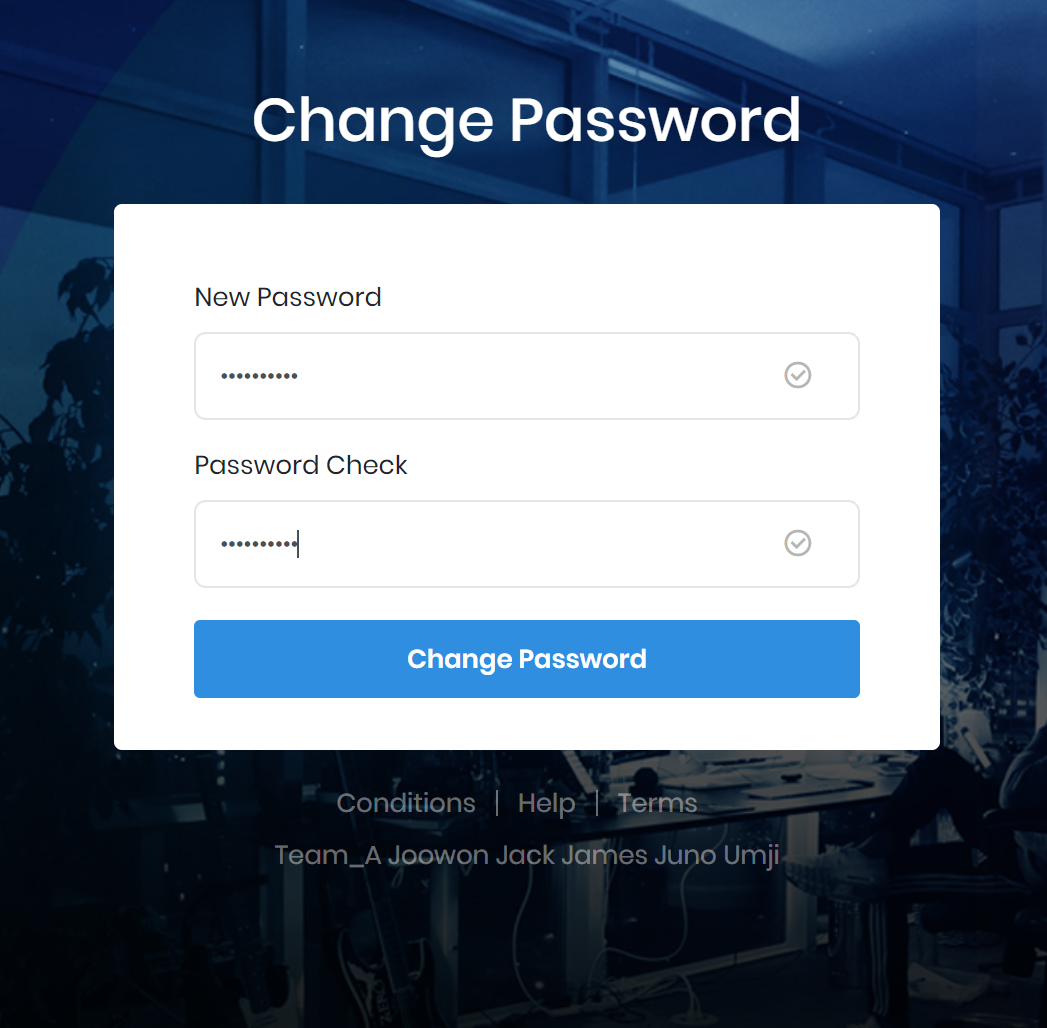 Change Password
New Password
••••••••••
Password Check
••••••••••
Change Password
Conditions | Help | Terms
Team_A Joowon Jack James Juno Umji